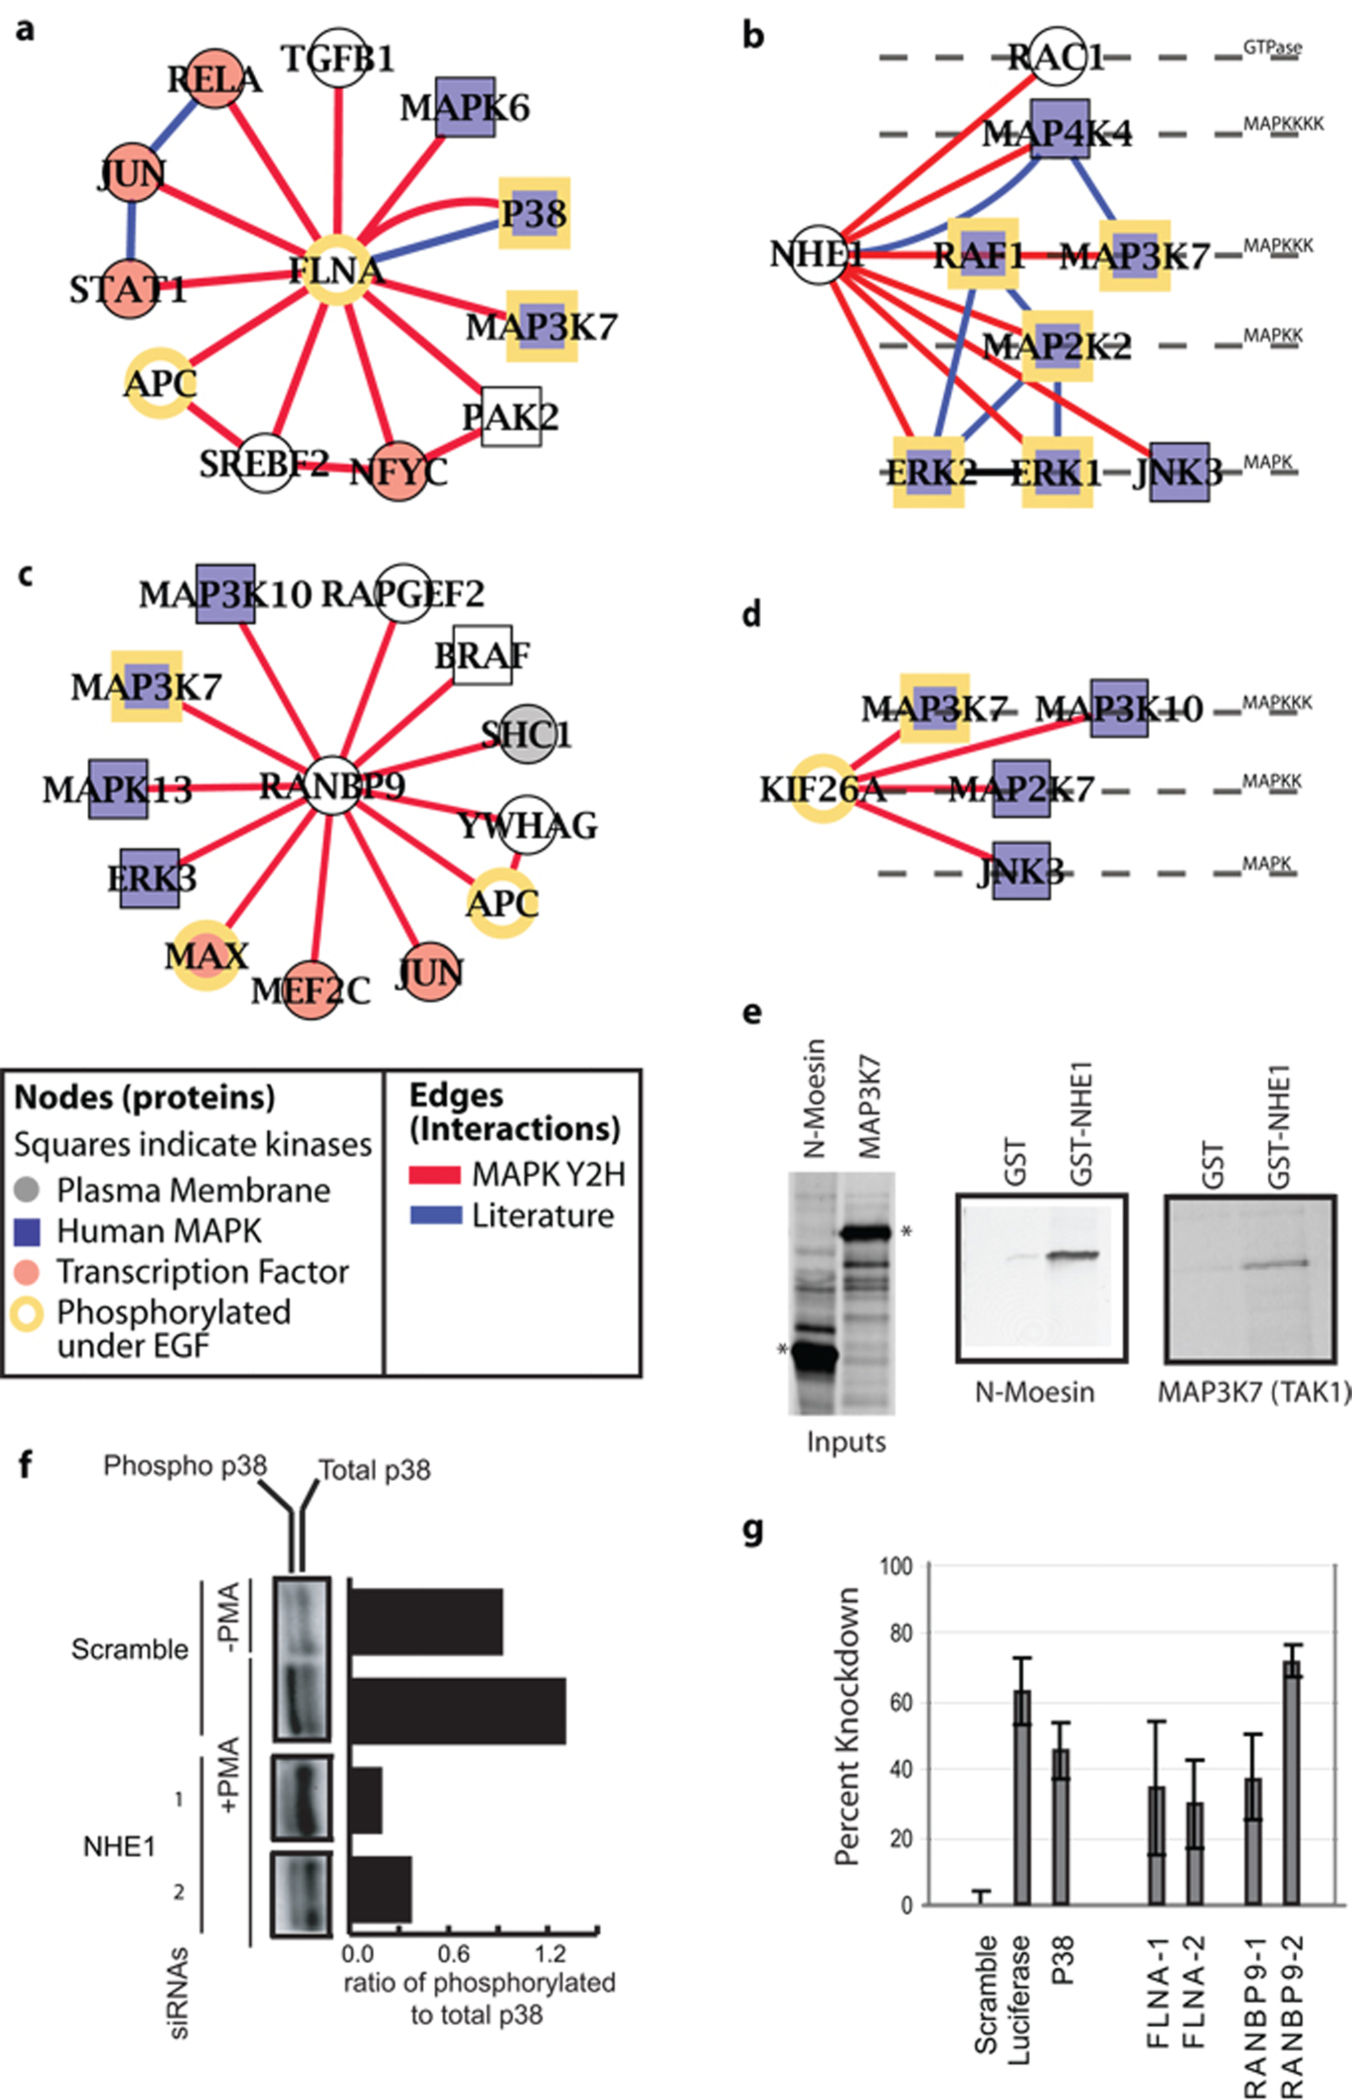 a
TGFB1
RELA
MAPK6
JUN
P38
FLNA
STAT1
MAP3K7
APC
PAK2
SREBF2
NFYC
b
RAC1
GTPase
MAP4K4
MAPKKKK
NHE1
RAF1
MAP3K7
MAPKKK
MAP2K2
MAPKK
ERK2
ERK1
JNK3
MAPK
c
MAP3K10
RAPGEF2
BRAF
MAP3K7
SHC1
MAPK13
RANBP9
YWHAG
ERK3
APC
MAX
MEF2C
JUN
d
MAP3K7
MAP3K10
MAPKKK
KIF26A
MAP2K7
MAPKK
JNK3
MAPK
Nodes (proteins)
Squares indicate kinases
Plasma Membrane
Human MAPK
Transcription Factor
Phosphorylated
under EGF
Edges
(Interactions)
MAPK Y2H
Literature
e
N-Moesin
MAP3K7
*
*
Inputs
GST
GST-NHE1
N-Moesin
GST
GST-NHE1
MAP3K7 (TAK1)
f
Phospho p38
Total p38
Scramble
-PMA
+PMA
1
NHE1
2
siRNAs
0.0
0.6
1.2
ratio of phosphorylated
to total p38
g
Percent Knockdown
100
80
60
40
20
0
Scramble
Luciferase
P38
FLNA-1
FLNA-2
RANBP9-1
RANBP9-2